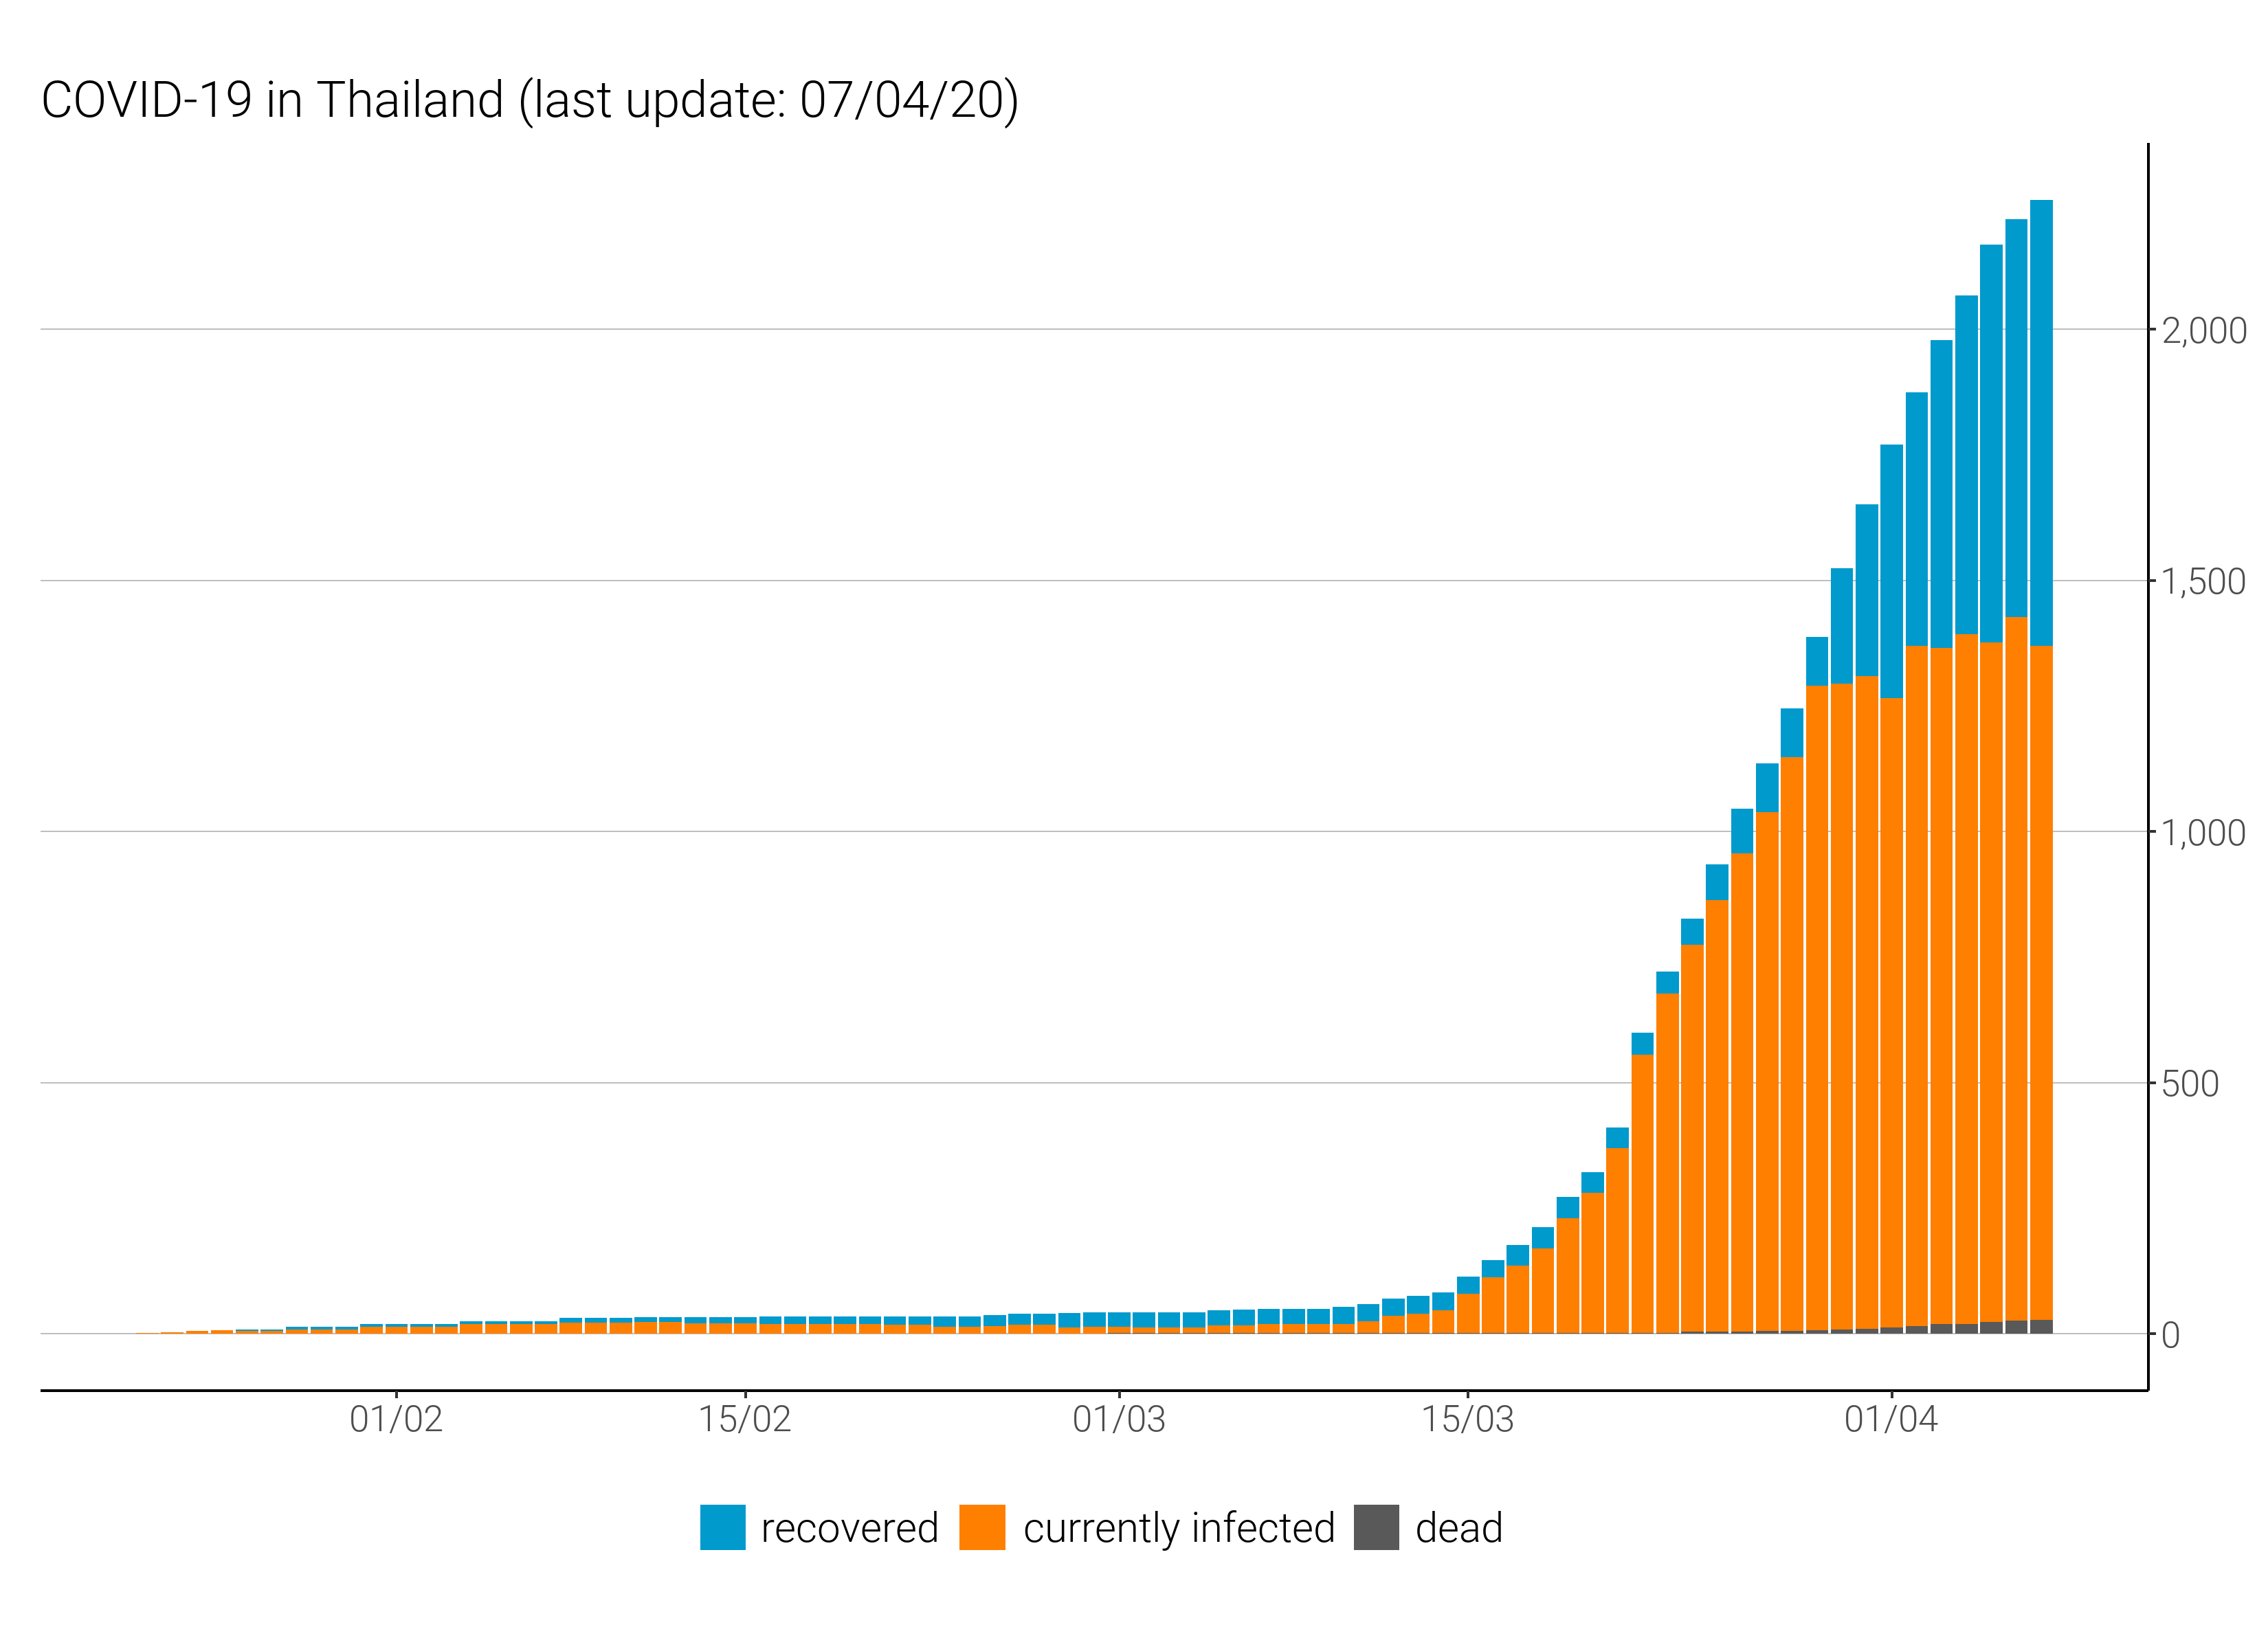 COVID-19 in Thailand (last update: 07/04/20)
2,000
1,500
1,000
500
0
01/02 15/02 01/03 15/03 01/04
recovered currently infected dead